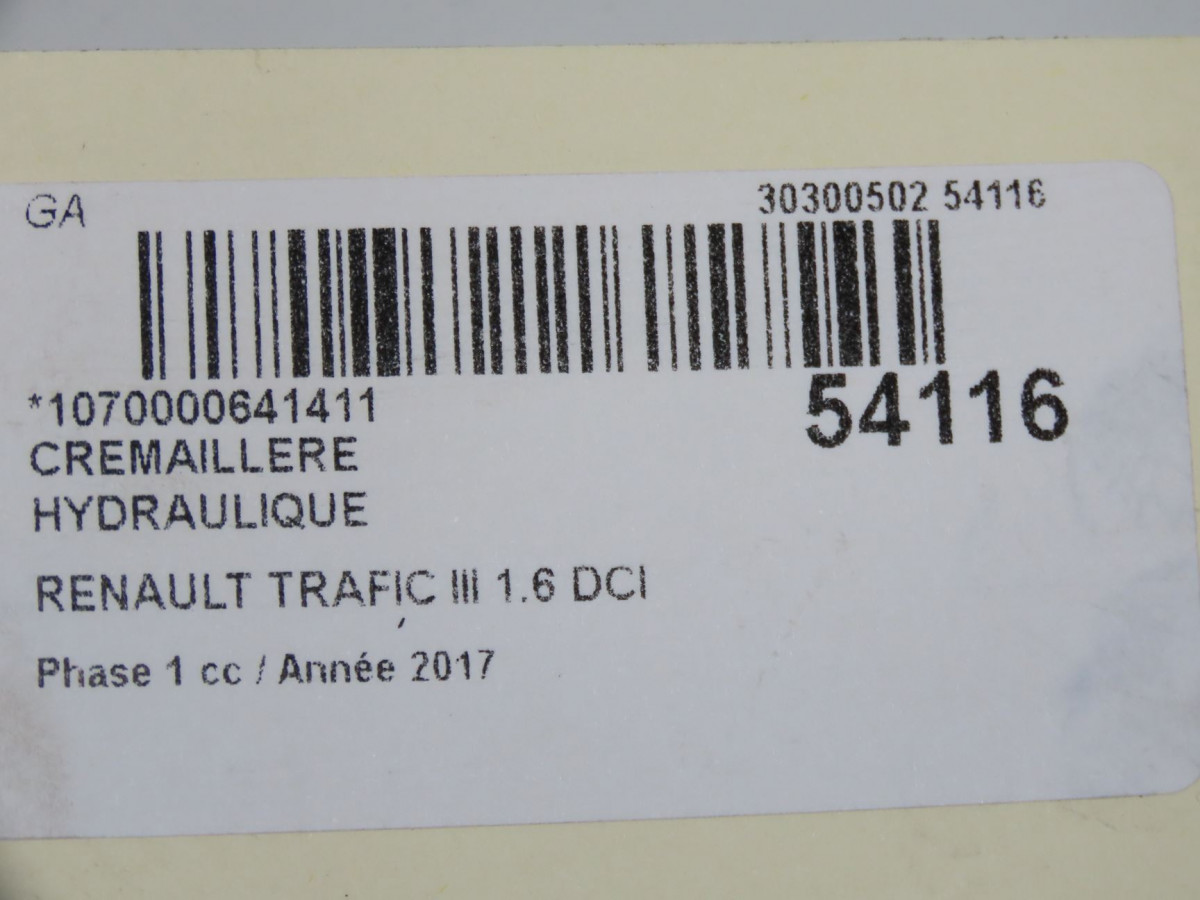 GA
30300502 54116
*1070000641411
54116
CREMAILLERE
HYDRAULIQUE
RENAULT TRAFIC III 1.6 DCI
Phase 1 cc / Année 2017